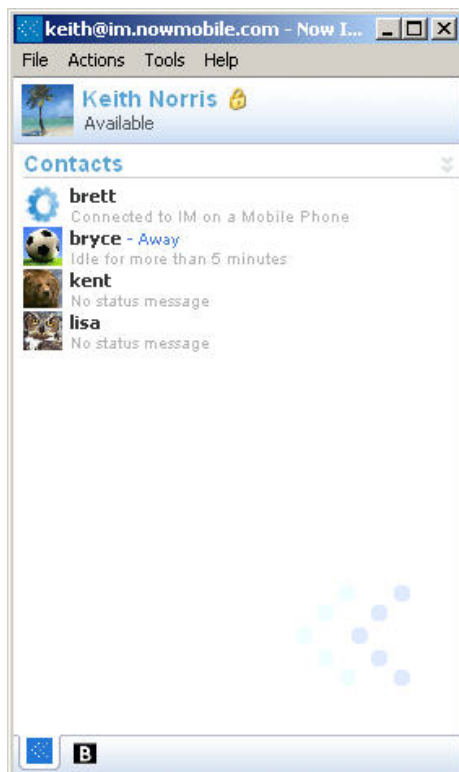 keith@im.nowmobile.com - Now I...
File Actions Tools Help
Keith Norris
Available
Contacts
brett
Connected to IM on a Mobile Phone
bryce - Away
Idle for more than 5 minutes
kent
No status message
lisa
No status message
B